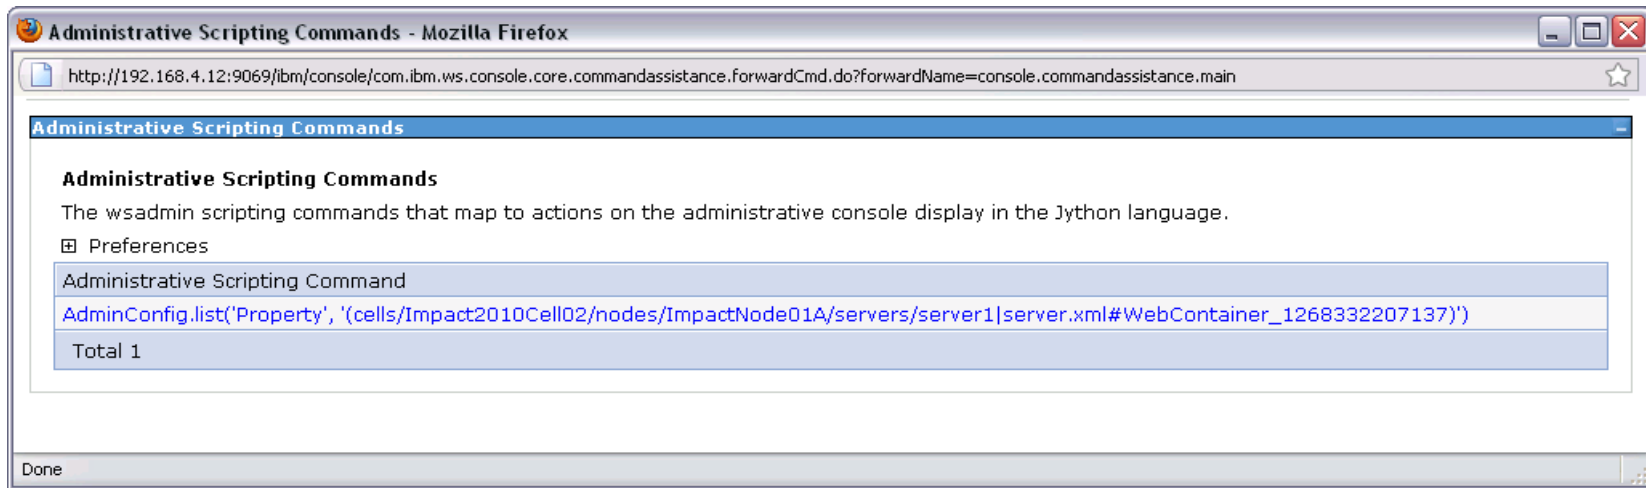 Administrative Scripting Commands - Mozilla Firefox
http://192.168.4.12:9069/ibm/console/com.ibm.ws.console.core.commandassistance.forwardCmd.do?forwardName=console.commandassistance.main
Administrative Scripting Commands
Administrative Scripting Commands
The wsadmin scripting commands that map to actions on the administrative console display in the Jython language.
Preferences
Administrative Scripting Command
AdminConfig.list('Property', '(cells/Impact2010Cell02/nodes/ImpactNode01A/servers/server1|server.xml#WebContainer_1268332207137)')
Total 1
Done